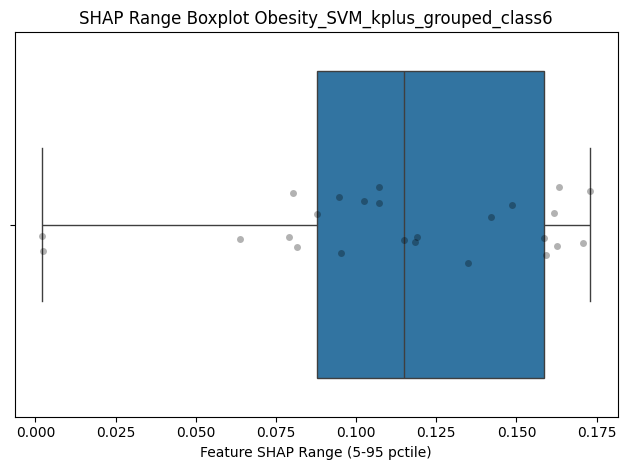 SHAP Range Boxplot Obesity_SVM_kplus_grouped_class6
0.000 0.025 0.050 0.075 0.100 0.125 0.150 0.175
Feature SHAP Range (5-95 pctile)